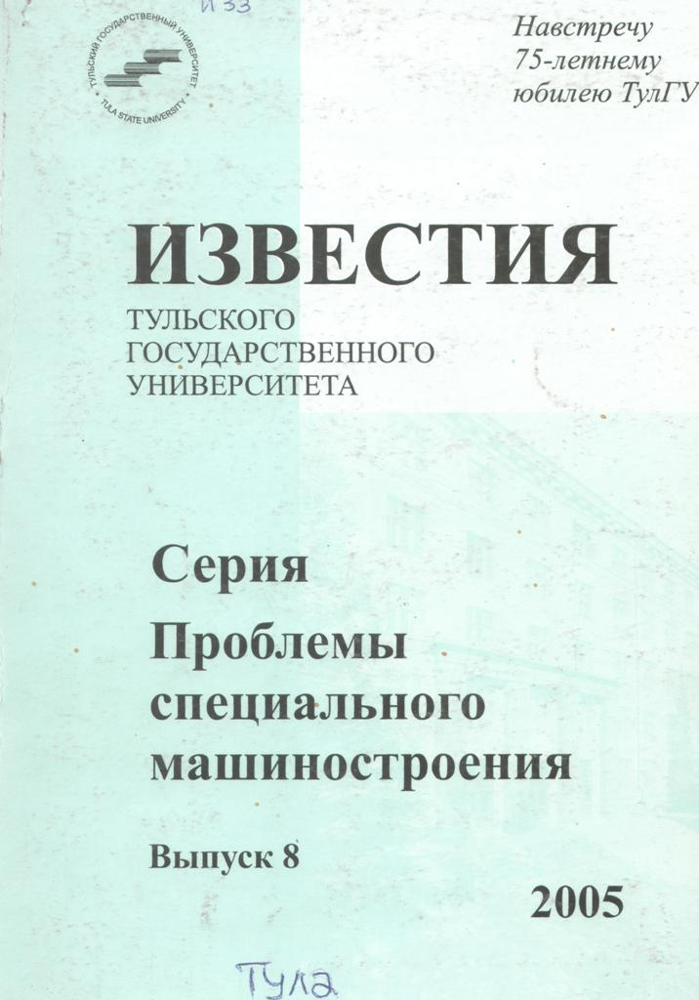 И 33
ТУЛЬСКИЙ ГОСУДАРСТВЕННЫЙ УНИВЕРСИТЕТ
• TULA STATE UNIVERSITY •
Навстречу
75-летнему
юбилею ТулГУ
ИЗВЕСТИЯ
ТУЛЬСКОГО
ГОСУДАРСТВЕННОГО
УНИВЕРСИТЕТА
Серия
Проблемы
специального
машиностроения
Выпуск 8
2005
Тула